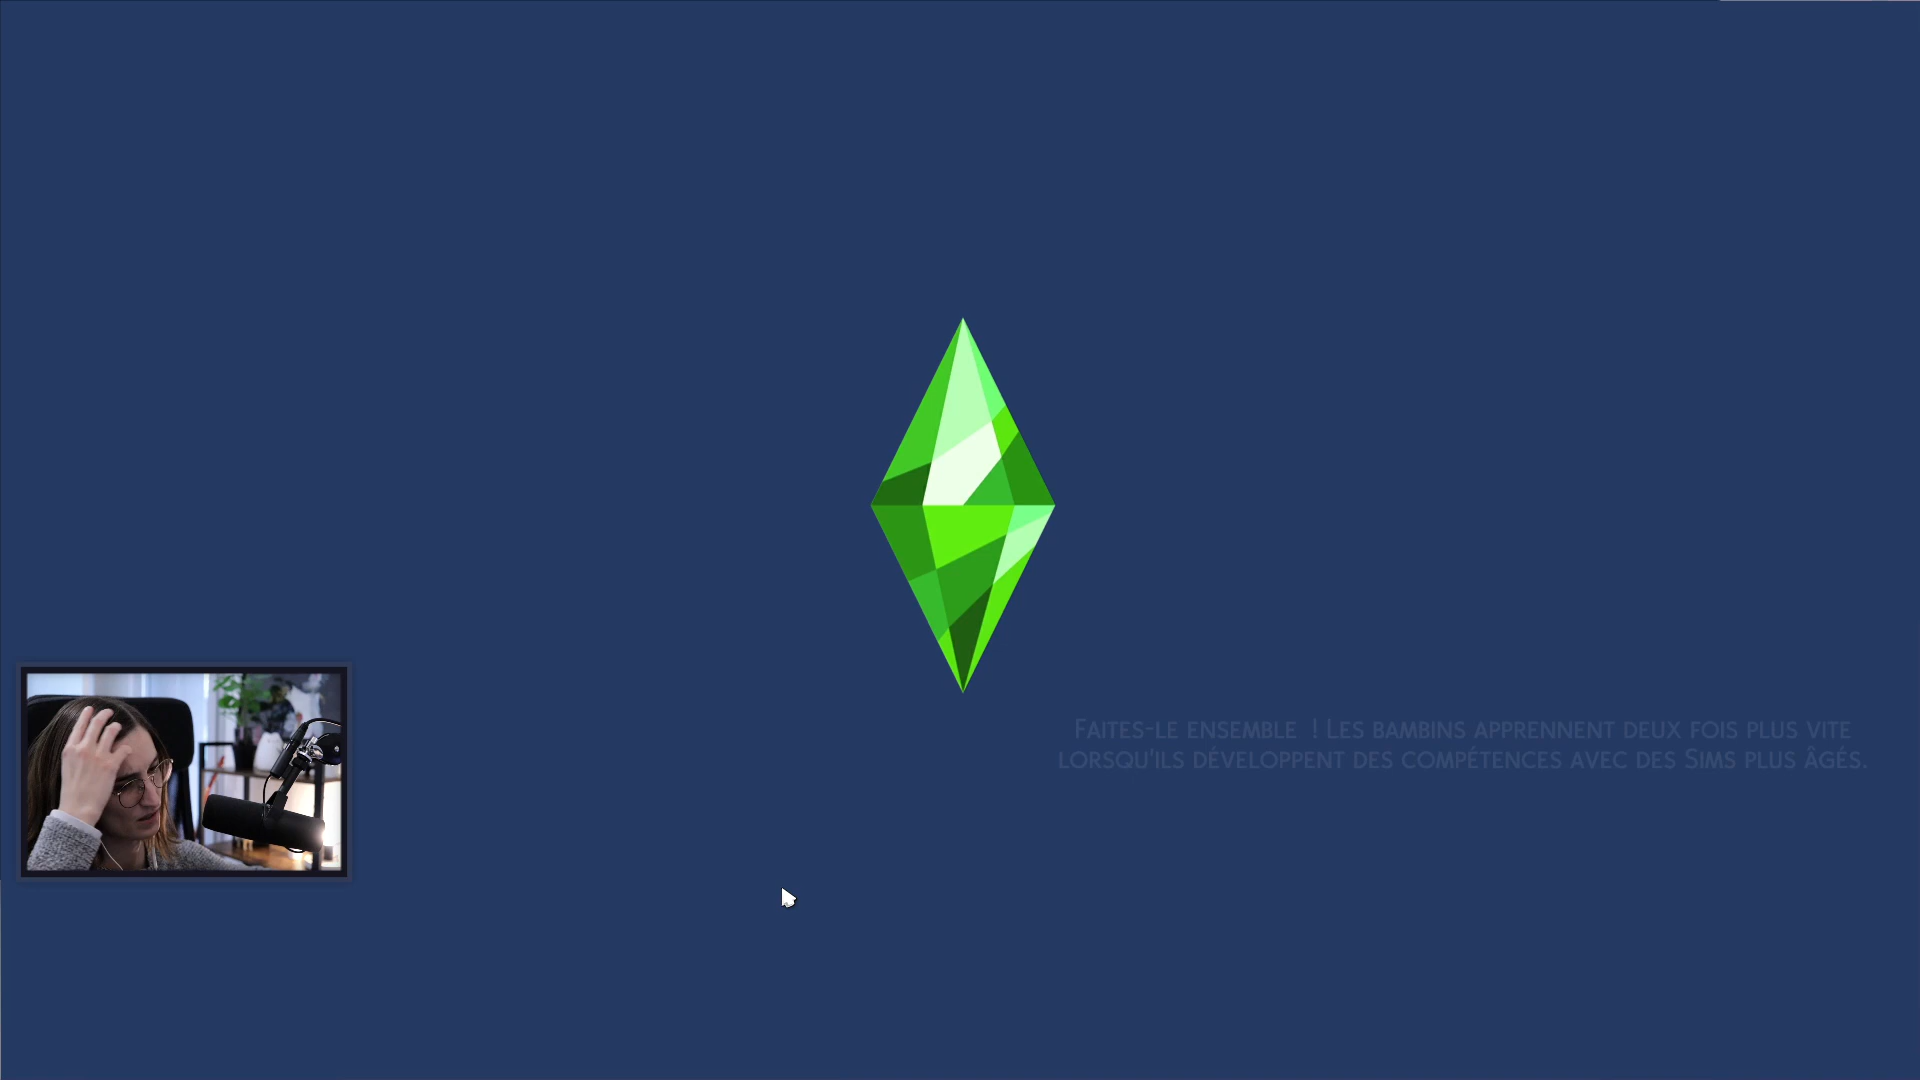 Faites-le ensemble ! Les bambins apprennent deux fois plus vite
lorsqu'ils développent des compétences avec des Sims plus âgés.